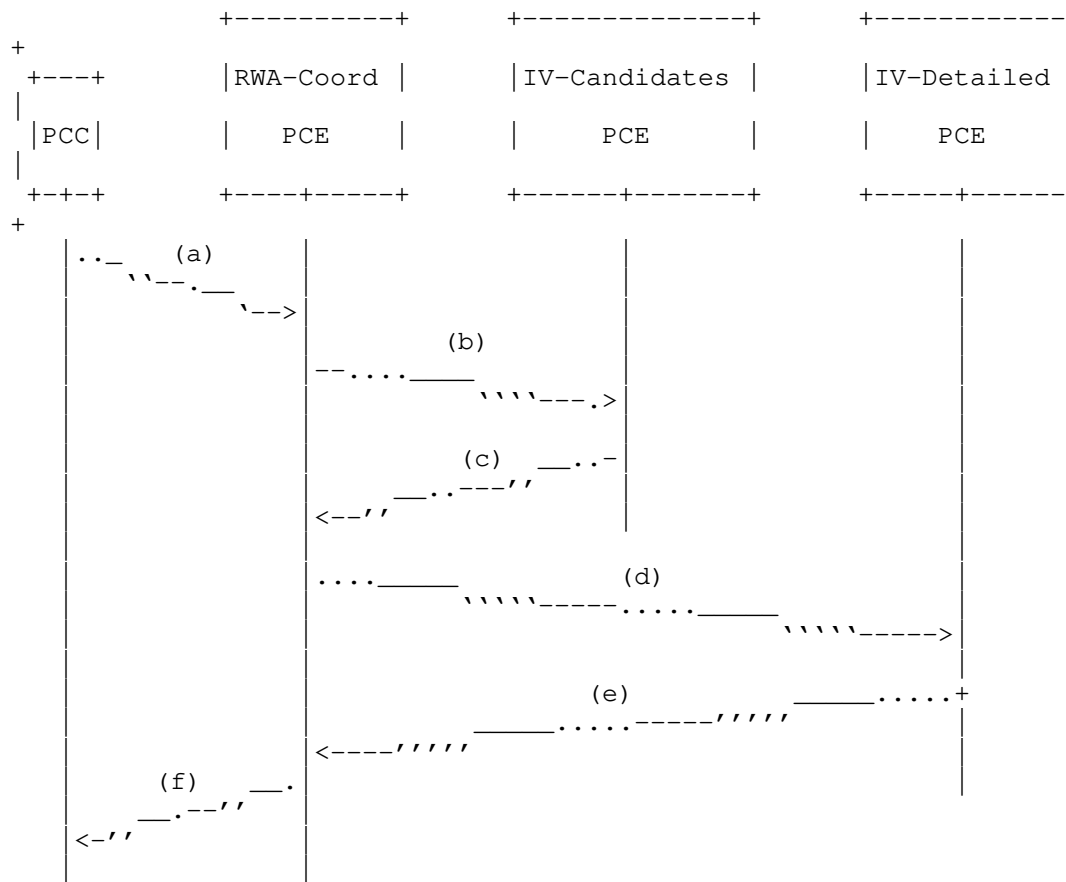 PCC RWA-Coord IV-Candidates IV-Detailed
PCE PCE PCE
(a)
(b)
(c)
(d)
(e)
(f)